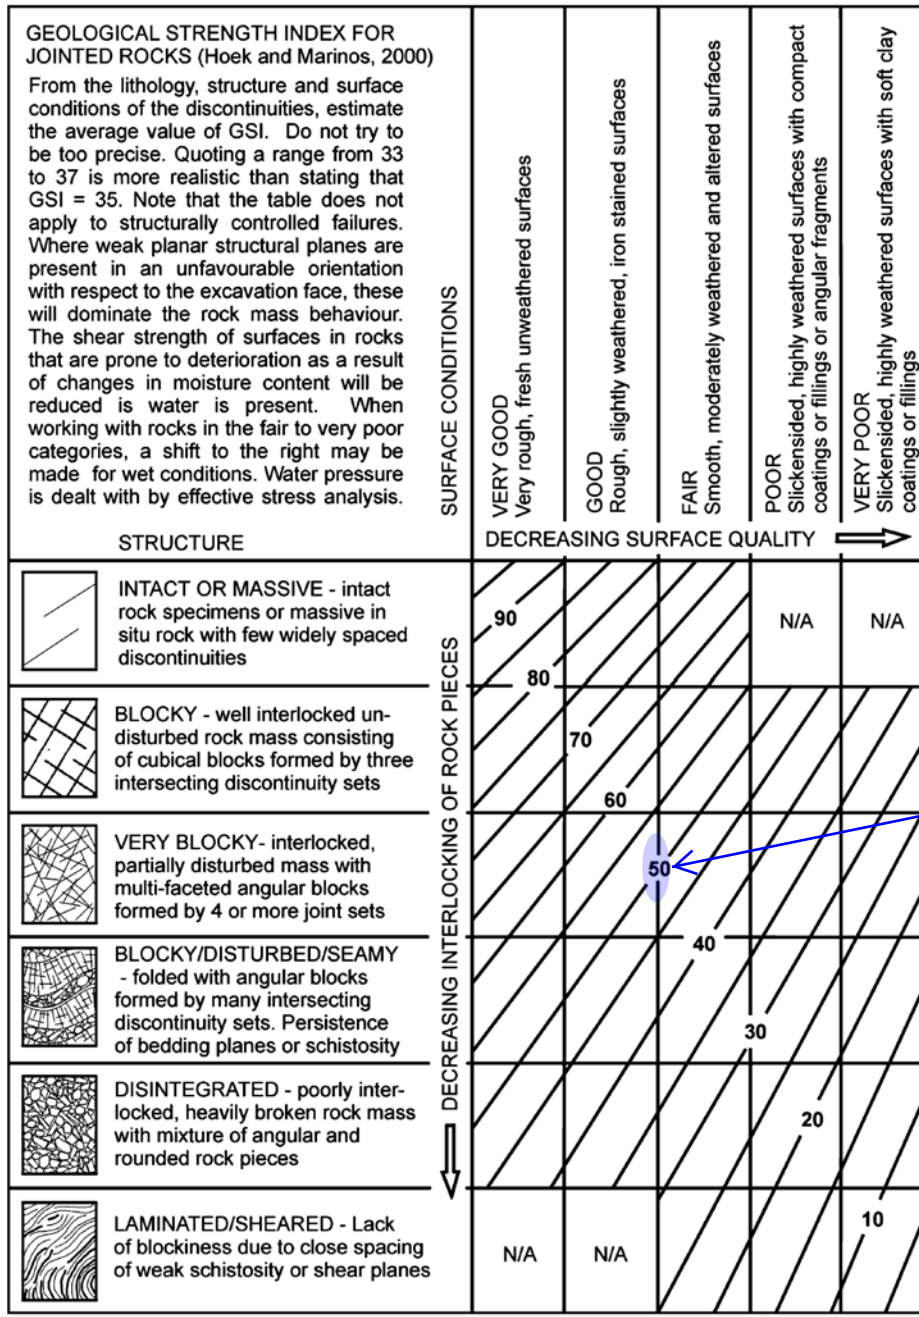 GEOLOGICAL STRENGTH INDEX FOR
JOINTED ROCKS (Hoek and Marinos, 2000)
From the lithology, structure and surface
conditions of the discontinuities, estimate
the average value of GSI. Do not try to
be too precise. Quoting a range from 33
to 37 is more realistic than stating that
GSI = 35. Note that the table does not
apply to structurally controlled failures.
Where weak planar structural planes are
present in an unfavourable orientation
with respect to the excavation face, these
will dominate the rock mass behaviour.
The shear strength of surfaces in rocks
that are prone to deterioration as a result
of changes in moisture content will be
reduced is water is present. When
working with rocks in the fair to very poor
categories, a shift to the right may be
made for wet conditions. Water pressure
is dealt with by effective stress analysis.
STRUCTURE
SURFACE CONDITIONS
VERY GOOD
Very rough, fresh unweathered surfaces
GOOD
Rough, slightly weathered, iron stained surfaces
FAIR
Smooth, moderately weathered and altered surfaces
POOR
Slickensided, highly weathered surfaces with compact
coatings or fillings or angular fragments
VERY POOR
Slickensided, highly weathered surfaces with soft clay
coatings or fillings
DECREASING SURFACE QUALITY
DECREASING INTERLOCKING OF ROCK PIECES
INTACT OR MASSIVE - intact
rock specimens or massive in
situ rock with few widely spaced
discontinuities
90
N/A
N/A
80
BLOCKY - well interlocked un-
disturbed rock mass consisting
of cubical blocks formed by three
intersecting discontinuity sets
70
60
VERY BLOCKY- interlocked,
partially disturbed mass with
multi-faceted angular blocks
formed by 4 or more joint sets
50
BLOCKY/DISTURBED/SEAMY
- folded with angular blocks
formed by many intersecting
discontinuity sets. Persistence
of bedding planes or schistosity
40
30
DISINTEGRATED - poorly inter-
locked, heavily broken rock mass
with mixture of angular and
rounded rock pieces
20
LAMINATED/SHEARED - Lack
of blockiness due to close spacing
of weak schistosity or shear planes
N/A
N/A
10